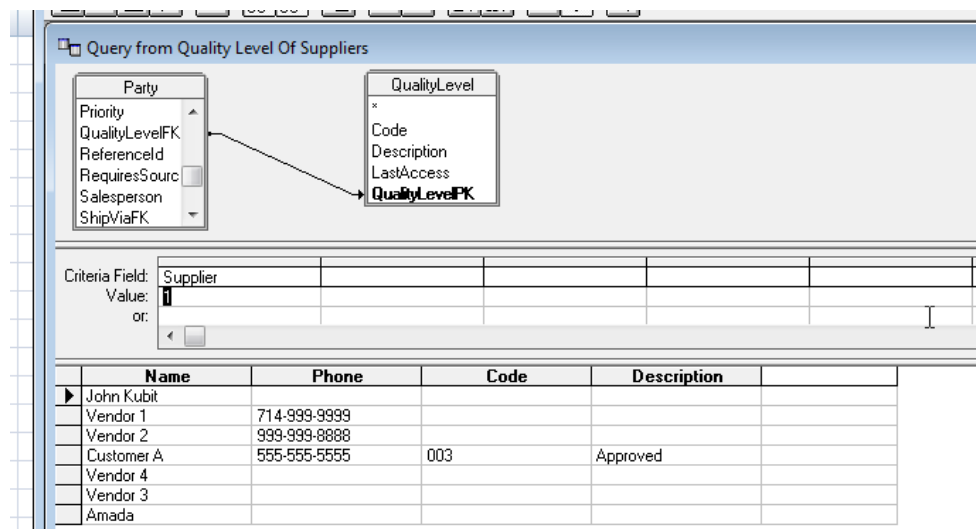 Query from Quality Level Of Suppliers
Party
Priority
QualityLevelFK
ReferenceId
RequiresSourc
Salesperson
ShipViaFK
QualityLevel
*
Code
Description
LastAccess
QualityLevelPK
Criteria Field: Supplier
Value: 1
or:
Name Phone Code Description
John Kubit
Vendor 1 714-999-9999
Vendor 2 999-999-8888
Customer A 555-555-5555 003 Approved
Vendor 4
Vendor 3
Amada